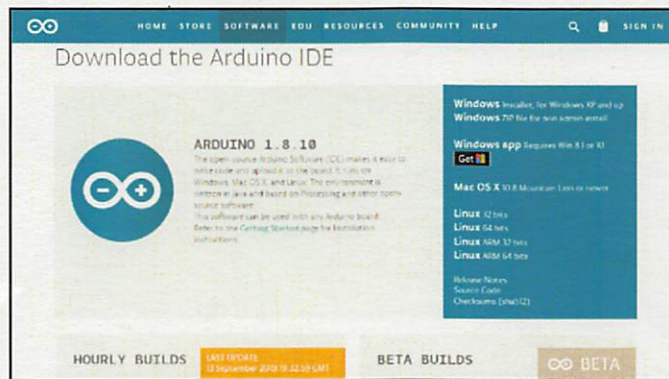 HOME STORE SOFTWARE EDU RESOURCES COMMUNITY HELP SIGN IN
Download the Arduino IDE
ARDUINO 1.8.10
The open-source Arduino Software (IDE) makes it easy to
write code and upload it to the board. It runs on
Windows, Mac OS X, and Linux. The environment is
written in Java and based on Processing and other open-
source software.
This software can be used with any Arduino board.
Refer to the Getting Started page for Installation
instructions.
Windows Installer, for Windows XP and up
Windows ZIP file for non admin install
Windows app Requires Win 8.1 or 10
Get
Mac OS X 10.8 Mountain Lion or newer
Linux 32 bits
Linux 64 bits
Linux ARM 32 bits
Linux ARM 64 bits
Release Notes
Source Code
Checksums (sha512)
HOURLY BUILDS
LAST UPDATE
13 September 2019 GMT
BETA BUILDS
BETA